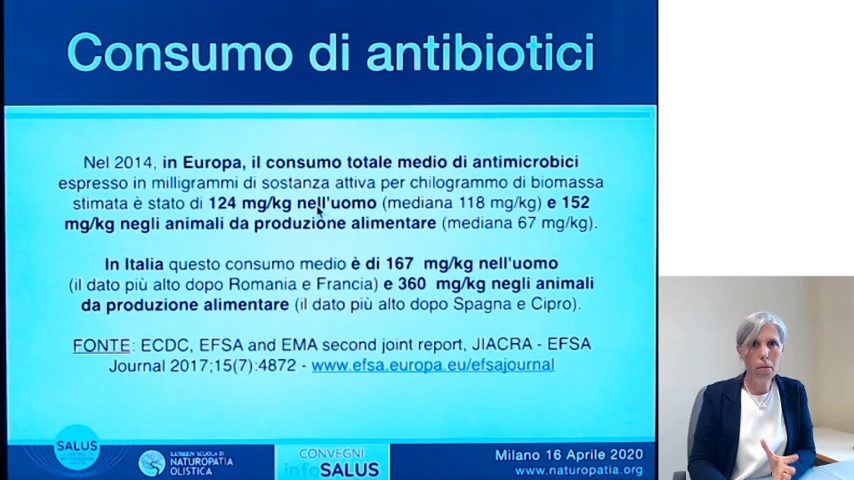 Consumo di antibiotici
Nel 2014, in Europa, il consumo totale medio di antimicrobici
espresso in milligrammi di sostanza attiva per chilogrammo di biomassa
stimata è stato di 124 mg/kg nell'uomo (mediana 118 mg/kg) e 152
mg/kg negli animali da produzione alimentare (mediana 67 mg/kg).
In Italia questo consumo medio è di 167 mg/kg nell'uomo
(il dato più alto dopo Romania e Francia) e 360 mg/kg negli animali
da produzione alimentare (il dato più alto dopo Spagna e Cipro).
FONTE: ECDC, EFSA and EMA second joint report, JIACRA - EFSA
Journal 2017;15(7):4872 - www.efsa.europa.eu/efsajournal
SALUS
SCUOLA DI
NATUROPATIA
OLISTICA
CONVEGNI
infoSALUS
Milano 16 Aprile 2020
www.naturopatia.org